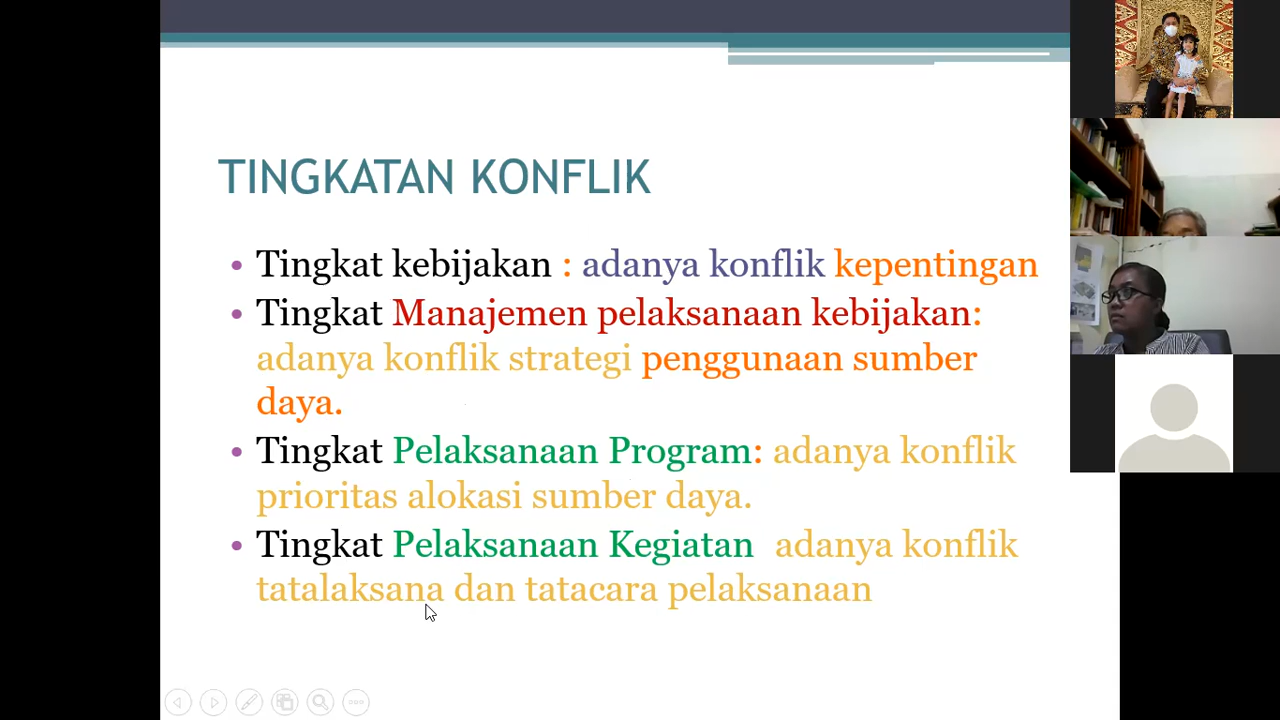 TINGKATAN KONFLIK
• Tingkat kebijakan : adanya konflik kepentingan
• Tingkat Manajemen pelaksanaan kebijakan:
adanya konflik strategi penggunaan sumber
daya.
• Tingkat Pelaksanaan Program: adanya konflik
prioritas alokasi sumber daya.
• Tingkat Pelaksanaan Kegiatan adanya konflik
tatalaksana dan tatacara pelaksanaan